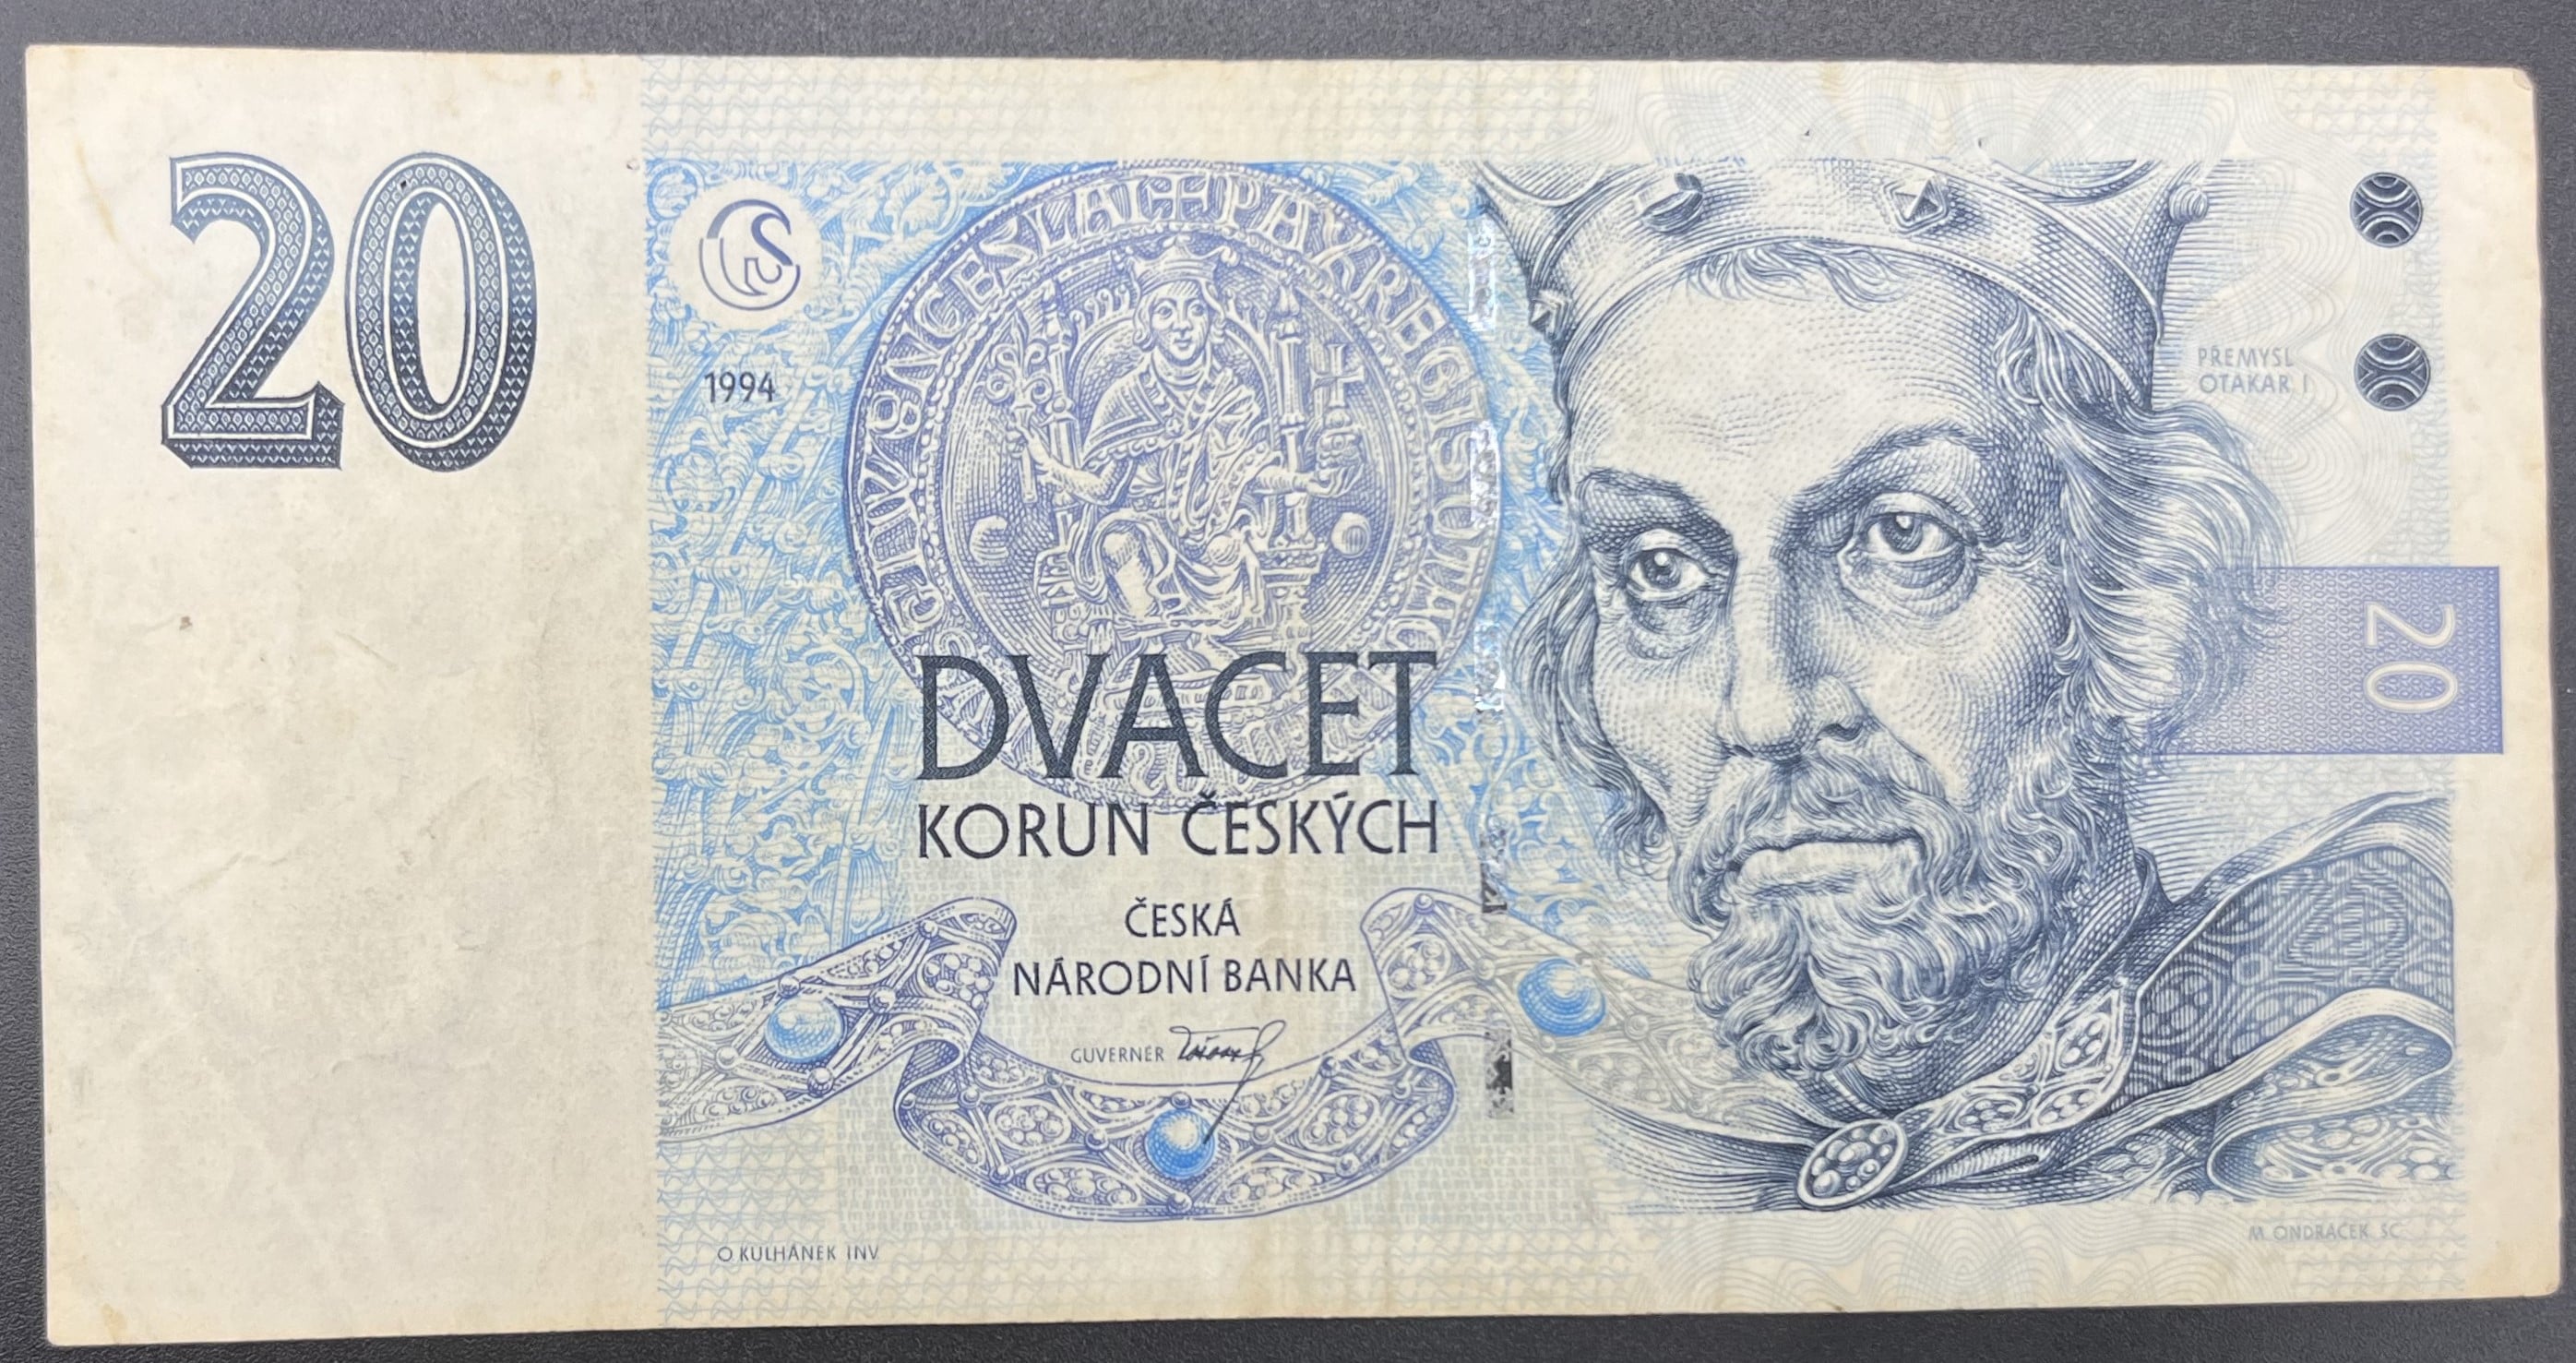 20
1994
PŘEMYSL
OTAKAR I
20
DVACET
KORUN ČESKÝCH
ČESKÁ
NÁRODNÍ BANKA
GUVERNÉR
O. KULHÁNEK INV.
M. ONDRÁČEK SC.